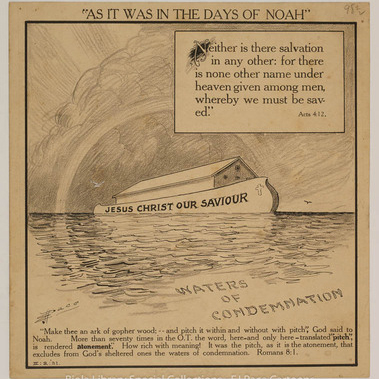 "AS IT WAS IN THE DAYS OF NOAH"
Neither is there salvation
in any other: for there
is none other name under
heaven given among men,
whereby we must be sav-
ed."
Acts 4:12.
JESUS CHRIST OUR SAVIOUR
WATERS
OF
CONDEMNATION
"Make thee an ark of gopher wood; -- and pitch it within and without with pitch", God said to
Noah. More than seventy times in the O.T. the word, here-and only here-translated "pitch",
is rendered atonement. How rich with meaning! It was the pitch, as it is the atonement, that
excludes from God's sheltered ones the waters of condemnation. Romans 8:1.